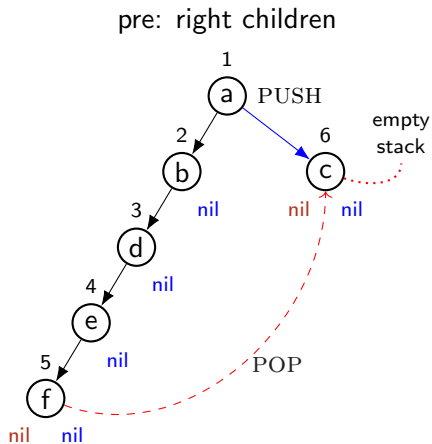 pre: right children
1
a PUSH
empty
stack
2
6
b
c
nil
nil nil
3
d
nil
4
e
nil
POP
5
f
nil nil